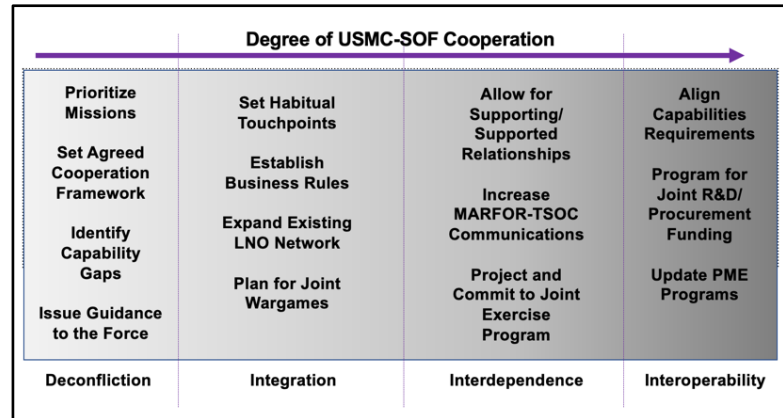 Degree of USMC-SOF Cooperation
Prioritize
Missions
Set Agreed
Cooperation
Framework
Identify
Capability
Gaps
Issue Guidance
to the Force
Set Habitual
Touchpoints
Establish
Business Rules
Expand Existing
LNO Network
Plan for Joint
Wargames
Allow for
Supporting/
Supported
Relationships
Increase
MARFOR-TSOC
Communications
Project and
Commit to Joint
Exercise
Program
Align
Capabilities
Requirements
Program for
Joint R&D/
Procurement
Funding
Update PME
Programs
Deconfliction
Integration
Interdependence
Interoperability